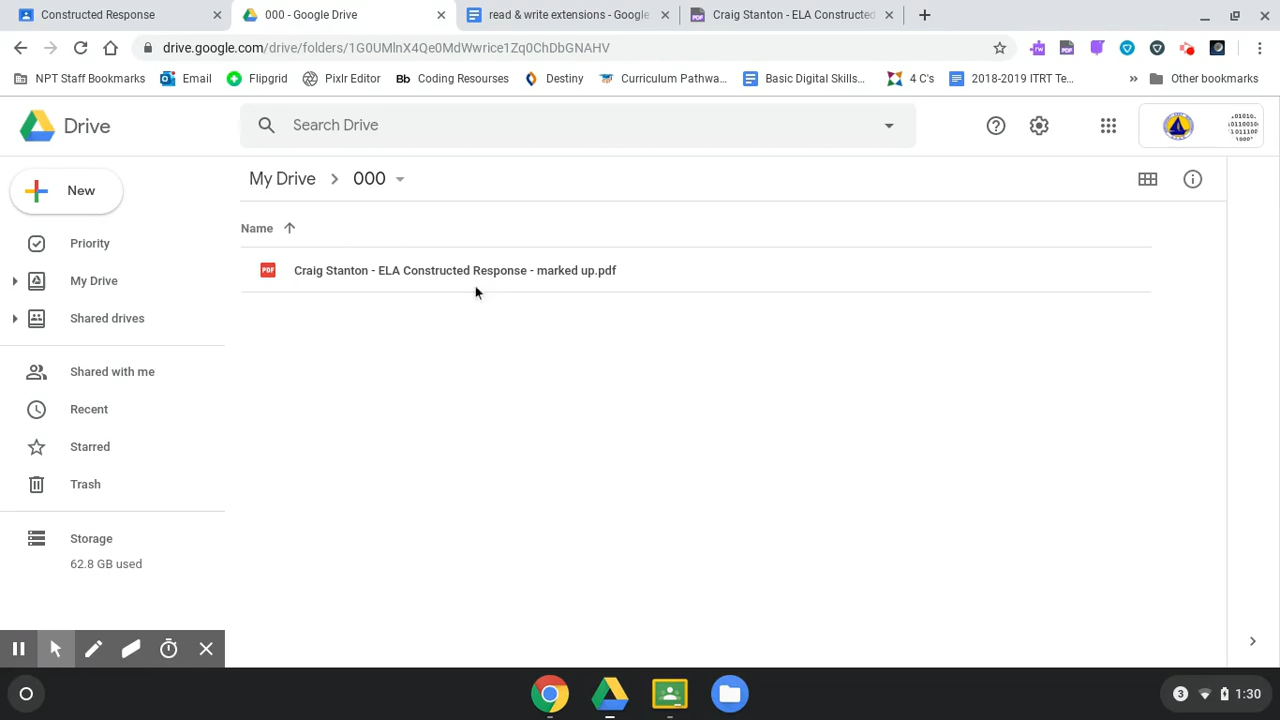 Constructed Response
000 - Google Drive
read & write extensions - Google
Craig Stanton - ELA Constructed
drive.google.com/drive/folders/1G0UMlnX4Qe0MdWwrice1Zq0ChDbGNAHV
NPT Staff Bookmarks
Email
Flipgrid
Pixlr Editor
Bb Coding Resourses
Destiny
Curriculum Pathwa...
Basic Digital Skills...
4 C's
2018-2019 ITRT Te...
Other bookmarks
Drive
Search Drive
New
My Drive
000
Name
PDF
Craig Stanton - ELA Constructed Response - marked up.pdf
Priority
My Drive
Shared drives
Shared with me
Recent
Starred
Trash
Storage
62.8 GB used
3
1:30